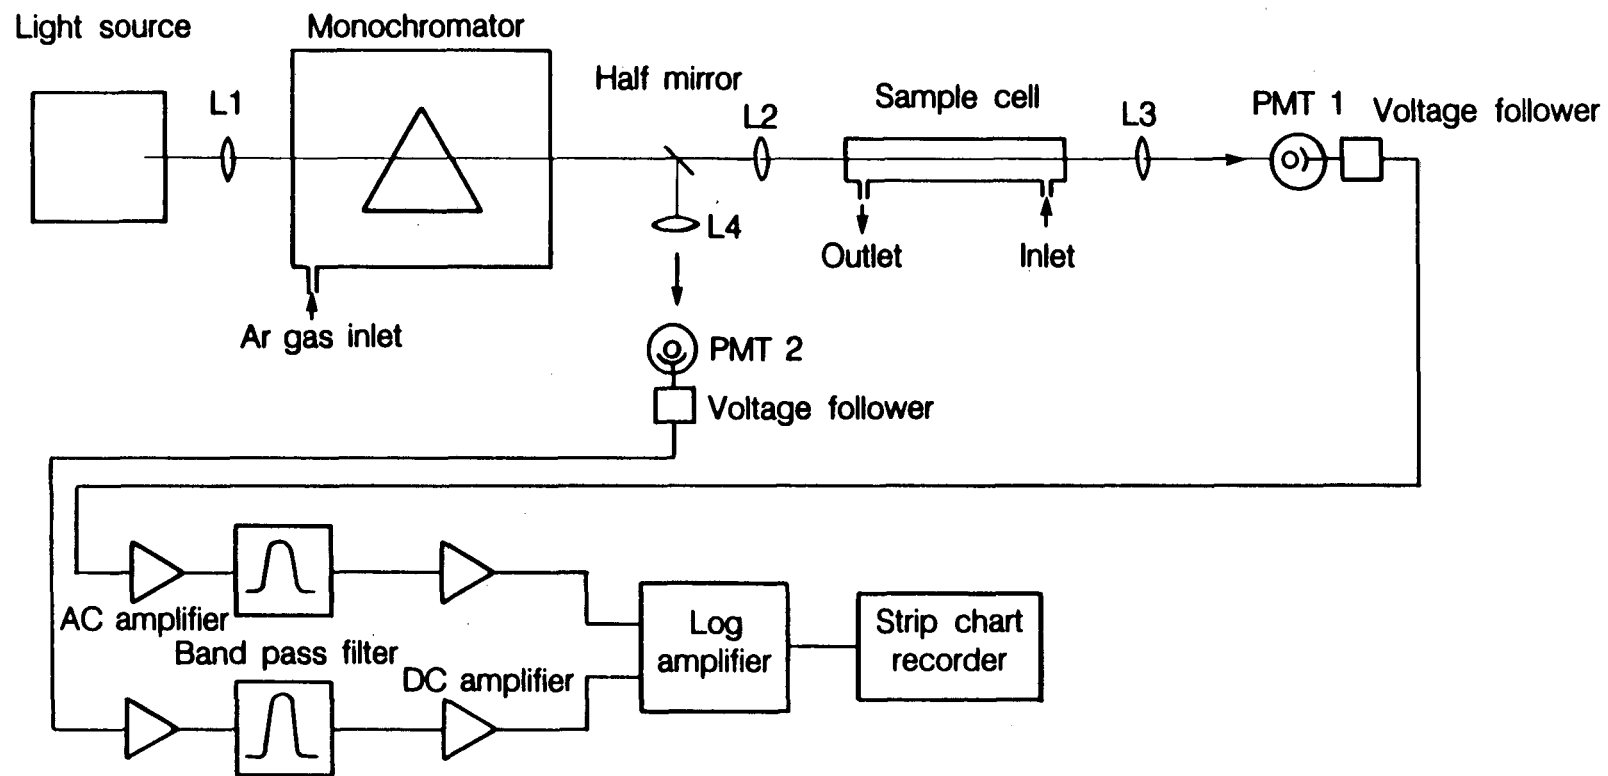 Light source
Monochromator
L1
Half mirror
L2
Sample cell
L3
PMT 1
Voltage follower
L4
Outlet
Inlet
Ar gas inlet
PMT 2
Voltage follower
AC amplifier
Band pass filter
DC amplifier
Log
amplifier
Strip chart
recorder